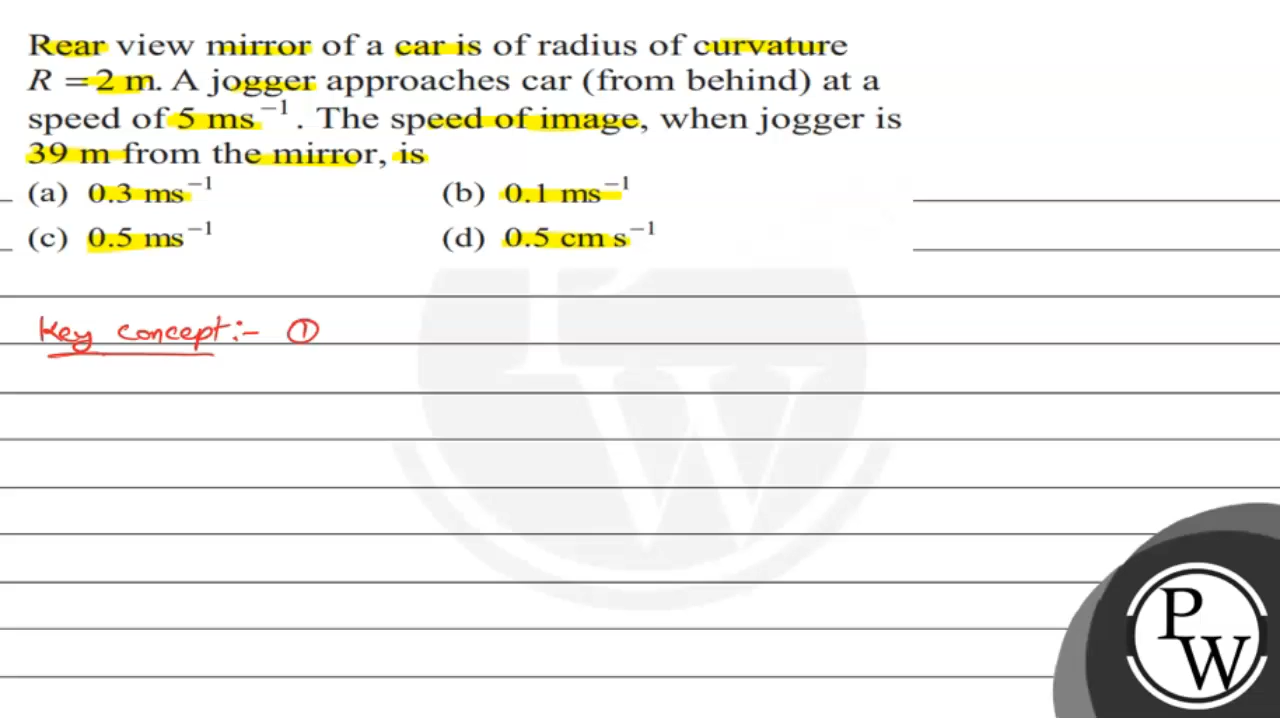 Rear view mirror of a car is of radius of curvature
R = 2 m. A jogger approaches car (from behind) at a
speed of 5 ms⁻¹. The speed of image, when jogger is
39 m from the mirror, is
(a) 0.3 ms⁻¹ (b) 0.1 ms⁻¹
(c) 0.5 ms⁻¹ (d) 0.5 cm s⁻¹
Key concept:- ①
PW